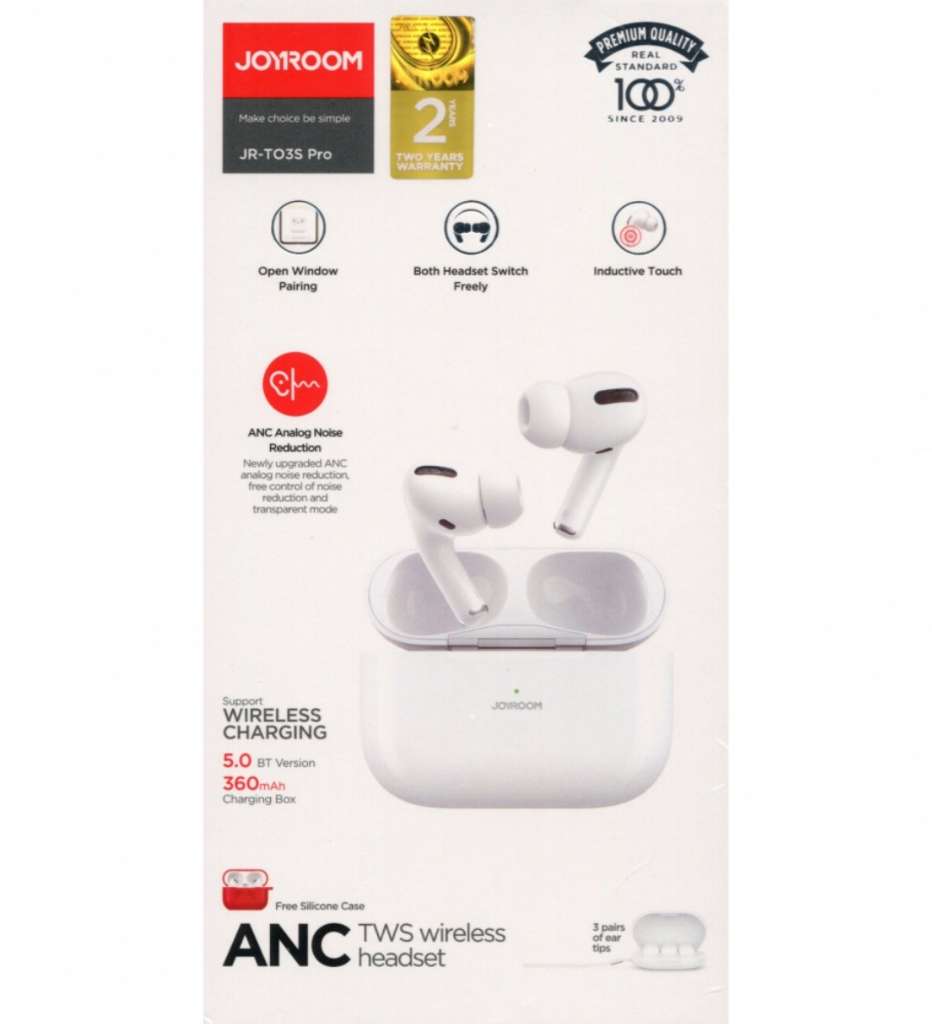 JOYROOM
Make choice be simple
JR-TO3S Pro
2 YEARS
TWO YEARS
WARRANTY
PREMIUM QUALITY
REAL
STANDARD
100%
SINCE 2009
Open Window
Pairing
Both Headset Switch
Freely
Inductive Touch
ANC Analog Noise
Reduction
Newly upgraded ANC
analog noise reduction,
free control of noise
reduction and
transparent mode
JOYROOM
Support
WIRELESS
CHARGING
5.0 BT Version
360mAh
Charging Box
Free Silicone Case
ANC TWS wireless
headset
3 pairs
of ear
tips